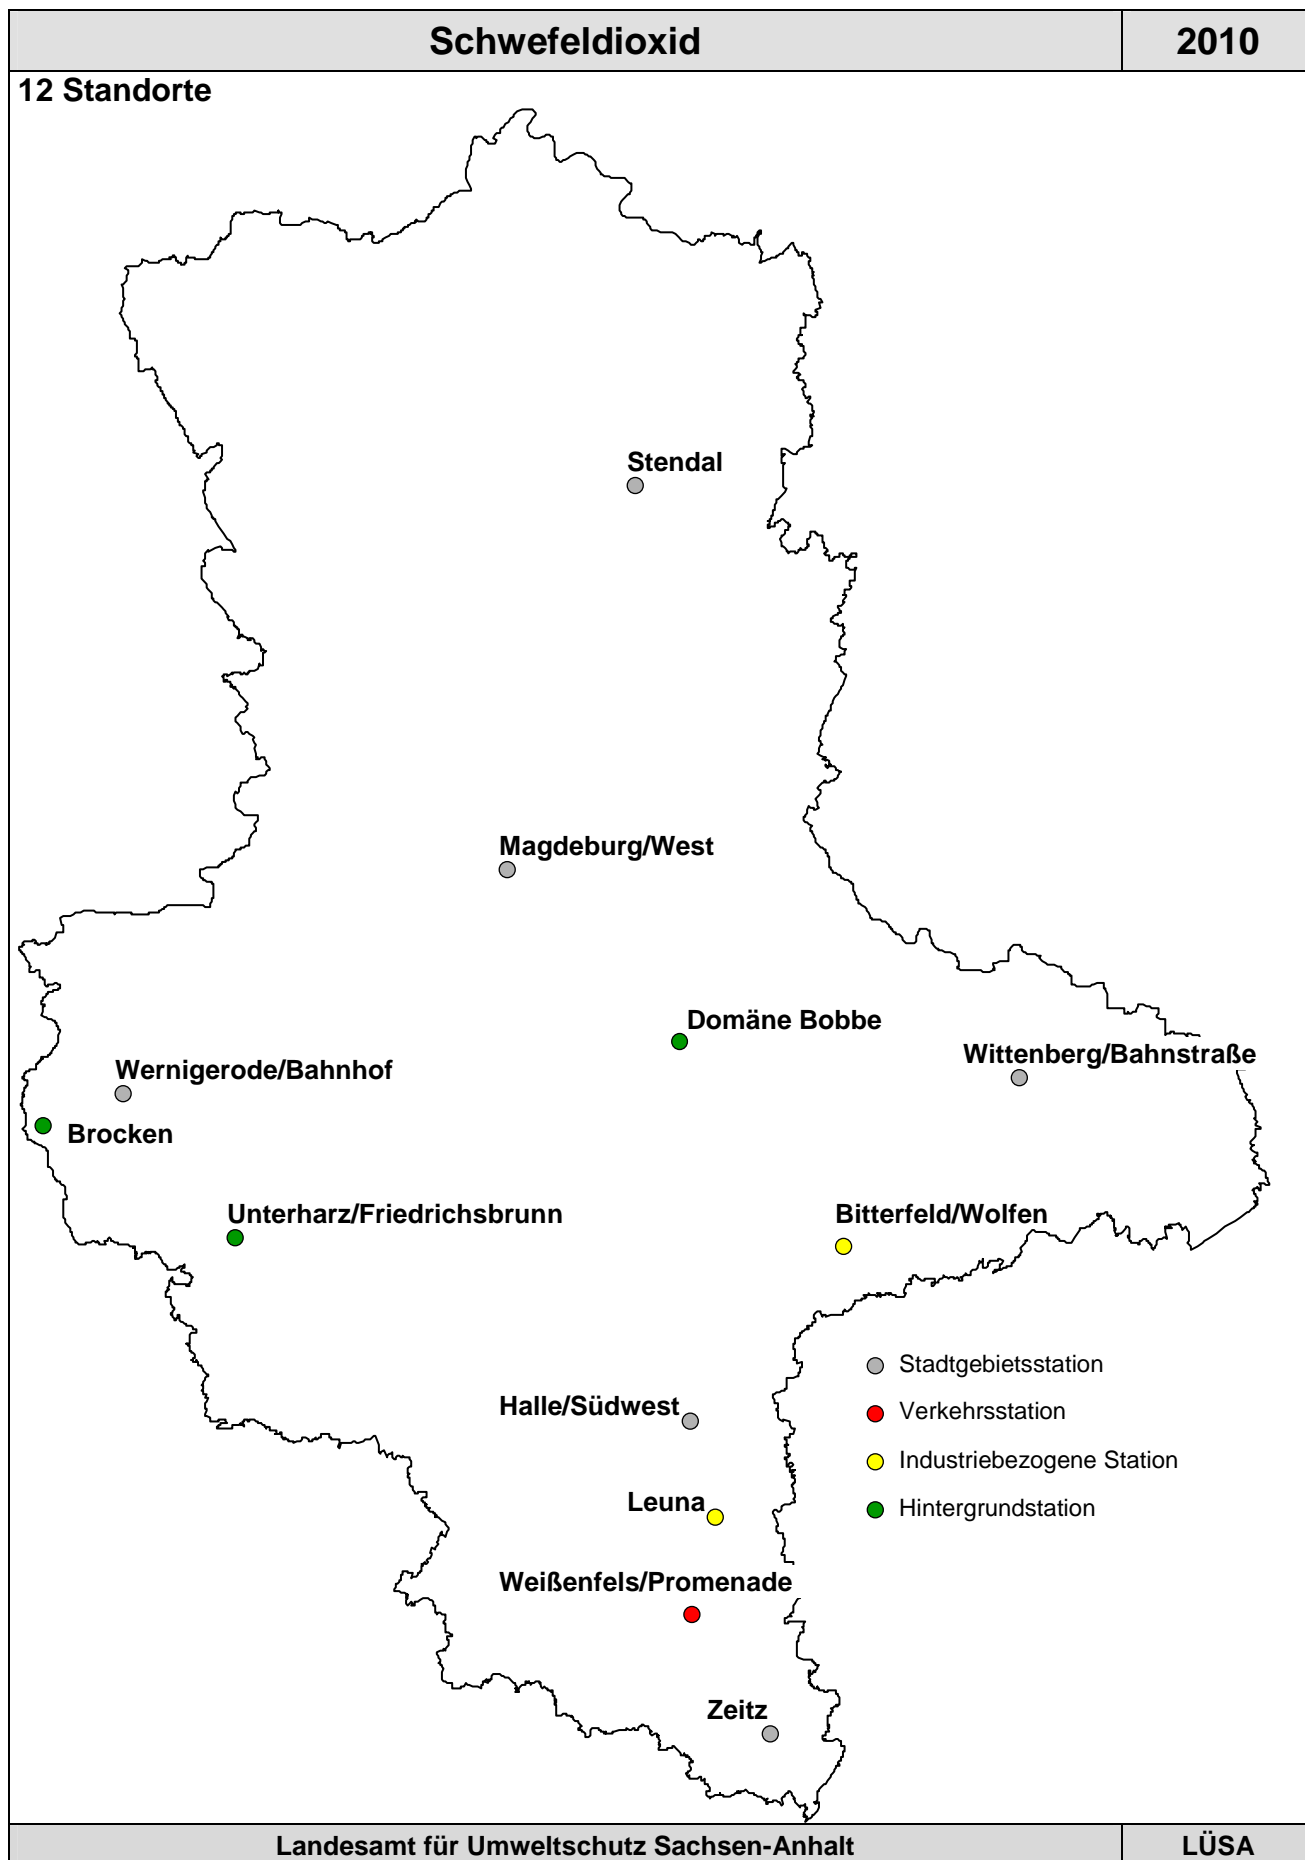 Schwefeldioxid 2010
12 Standorte
Stendal
Magdeburg/West
Domäne Bobbe
Wittenberg/Bahnstraße
Wernigerode/Bahnhof
Brocken
Unterharz/Friedrichsbrunn
Bitterfeld/Wolfen
Stadtgebietsstation
Halle/Südwest
Verkehrsstation
Industriebezogene Station
Leuna
Hintergrundstation
Weißenfels/Promenade
Zeitz
Landesamt für Umweltschutz Sachsen-Anhalt LÜSA